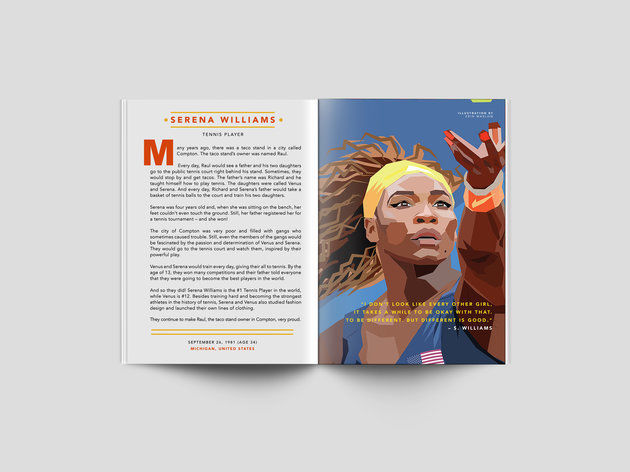 SERENA WILLIAMS
TENNIS PLAYER
Many years ago, there was a taco stand in a city called
Compton. The taco stand's owner was named Raul.
Every day, Raul would see a father and his two daughters
go to the public tennis court right behind his stand. Sometimes, they
would stop by and get tacos. The father's name was Richard and he
taught himself how to play tennis. The daughters were called Venus
and Serena. And every day, Richard and Serena's father would take a
basket of tennis balls to the court and train his two daughters.
Serena was four years old and, when she was sitting on the bench, her
feet couldn't even touch the ground. Still, her father registered her for
a tennis tournament – and she won!
The city of Compton was very poor and filled with gangs who
sometimes caused trouble. Still, even the members of the gangs would
be fascinated by the passion and determination of Venus and Serena.
They would go to the tennis court and watch them, inspired by their
powerful play.
Venus and Serena would train every day, giving their all to tennis. By the
age of 13, they won many competitions and their father told everyone
that they were going to become the best players in the world.
And so they did! Serena Williams is the #1 Tennis Player in the world,
while Venus is #12. Besides training hard and becoming the strongest
athletes in the history of tennis, Serena and Venus also studied fashion
design and launched their own lines of clothing.
They continue to make Raul, the taco stand owner in Compton, very proud.
SEPTEMBER 26, 1981 (AGE 34)
MICHIGAN, UNITED STATES
ILLUSTRATION BY
"I DON'T LOOK LIKE EVERY OTHER GIRL.
IT TAKES A WHILE TO BE OKAY WITH THAT.
TO BE DIFFERENT. BUT DIFFERENT IS GOOD."
– S. WILLIAMS